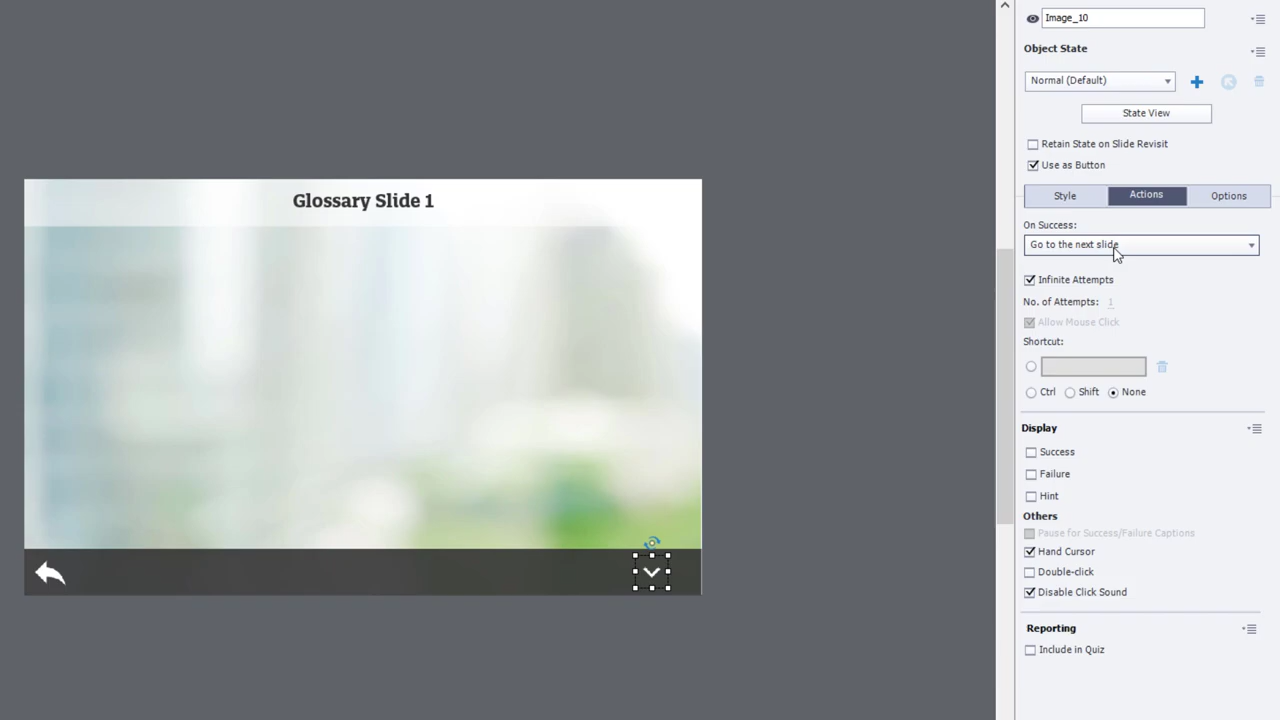 Image_10
Object State
Normal (Default)
State View
Retain State on Slide Revisit
Use as Button
Style
Actions
Options
On Success:
Go to the next slide
Infinite Attempts
No. of Attempts: 1
Allow Mouse Click
Shortcut:
Ctrl
Shift
None
Display
Success
Failure
Hint
Others
Pause for Success/Failure Captions
Hand Cursor
Double-click
Disable Click Sound
Reporting
Include in Quiz
Glossary Slide 1